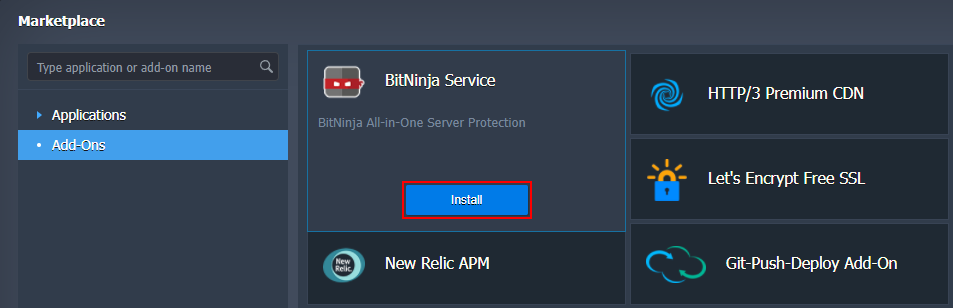 Marketplace
Type application or add-on name
Applications
Add-Ons
BitNinja Service
BitNinja All-in-One Server Protection
Install
HTTP/3 Premium CDN
Let's Encrypt Free SSL
New Relic.
New Relic APM
Git-Push-Deploy Add-On